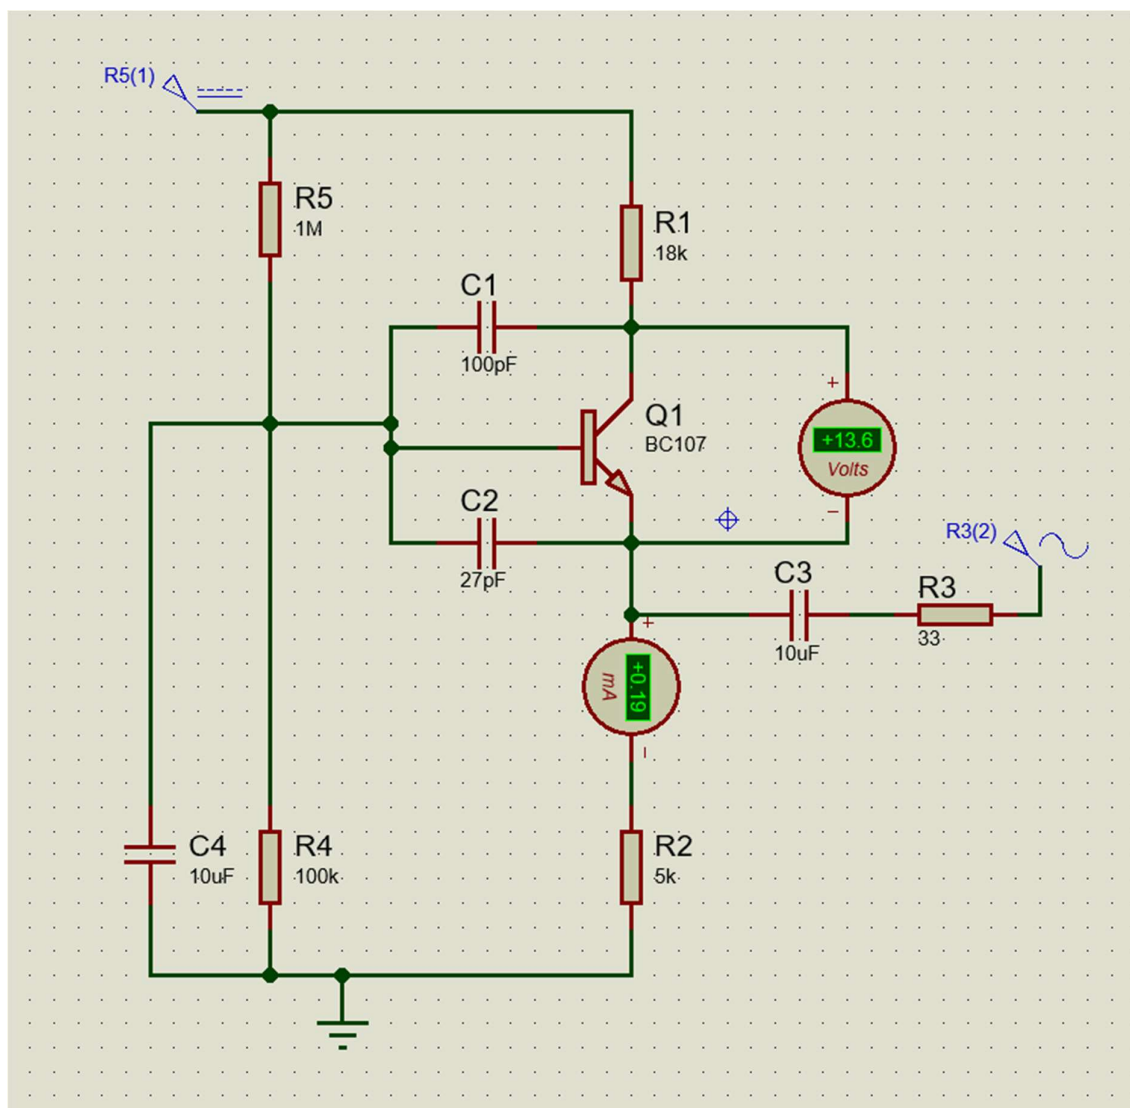 R5(1)
R5
1M
R1
18k
C1
100pF
+
Q1
BC107
+13.6
Volts
−
C2
27pF
R3(2)
C3
10uF
R3
33
+
+0.19
mA
−
C4
10uF
R4
100k
R2
5k